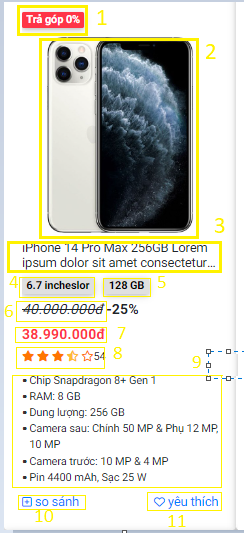 Trả góp 0%
1
2
3
iPhone 14 Pro Max 256GB Lorem
ipsum dolor sit amet consectetur...
4
6.7 incheslor
128 GB
5
6
40.000.000đ -25%
38.990.000đ
7
54
8
9
• Chip Snapdragon 8+ Gen 1
• RAM: 8 GB
• Dung lượng: 256 GB
• Camera sau: Chính 50 MP & Phụ 12 MP,
10 MP
• Camera trước: 10 MP & 4 MP
• Pin 4400 mAh, Sạc 25 W
so sánh
yêu thích
10
11